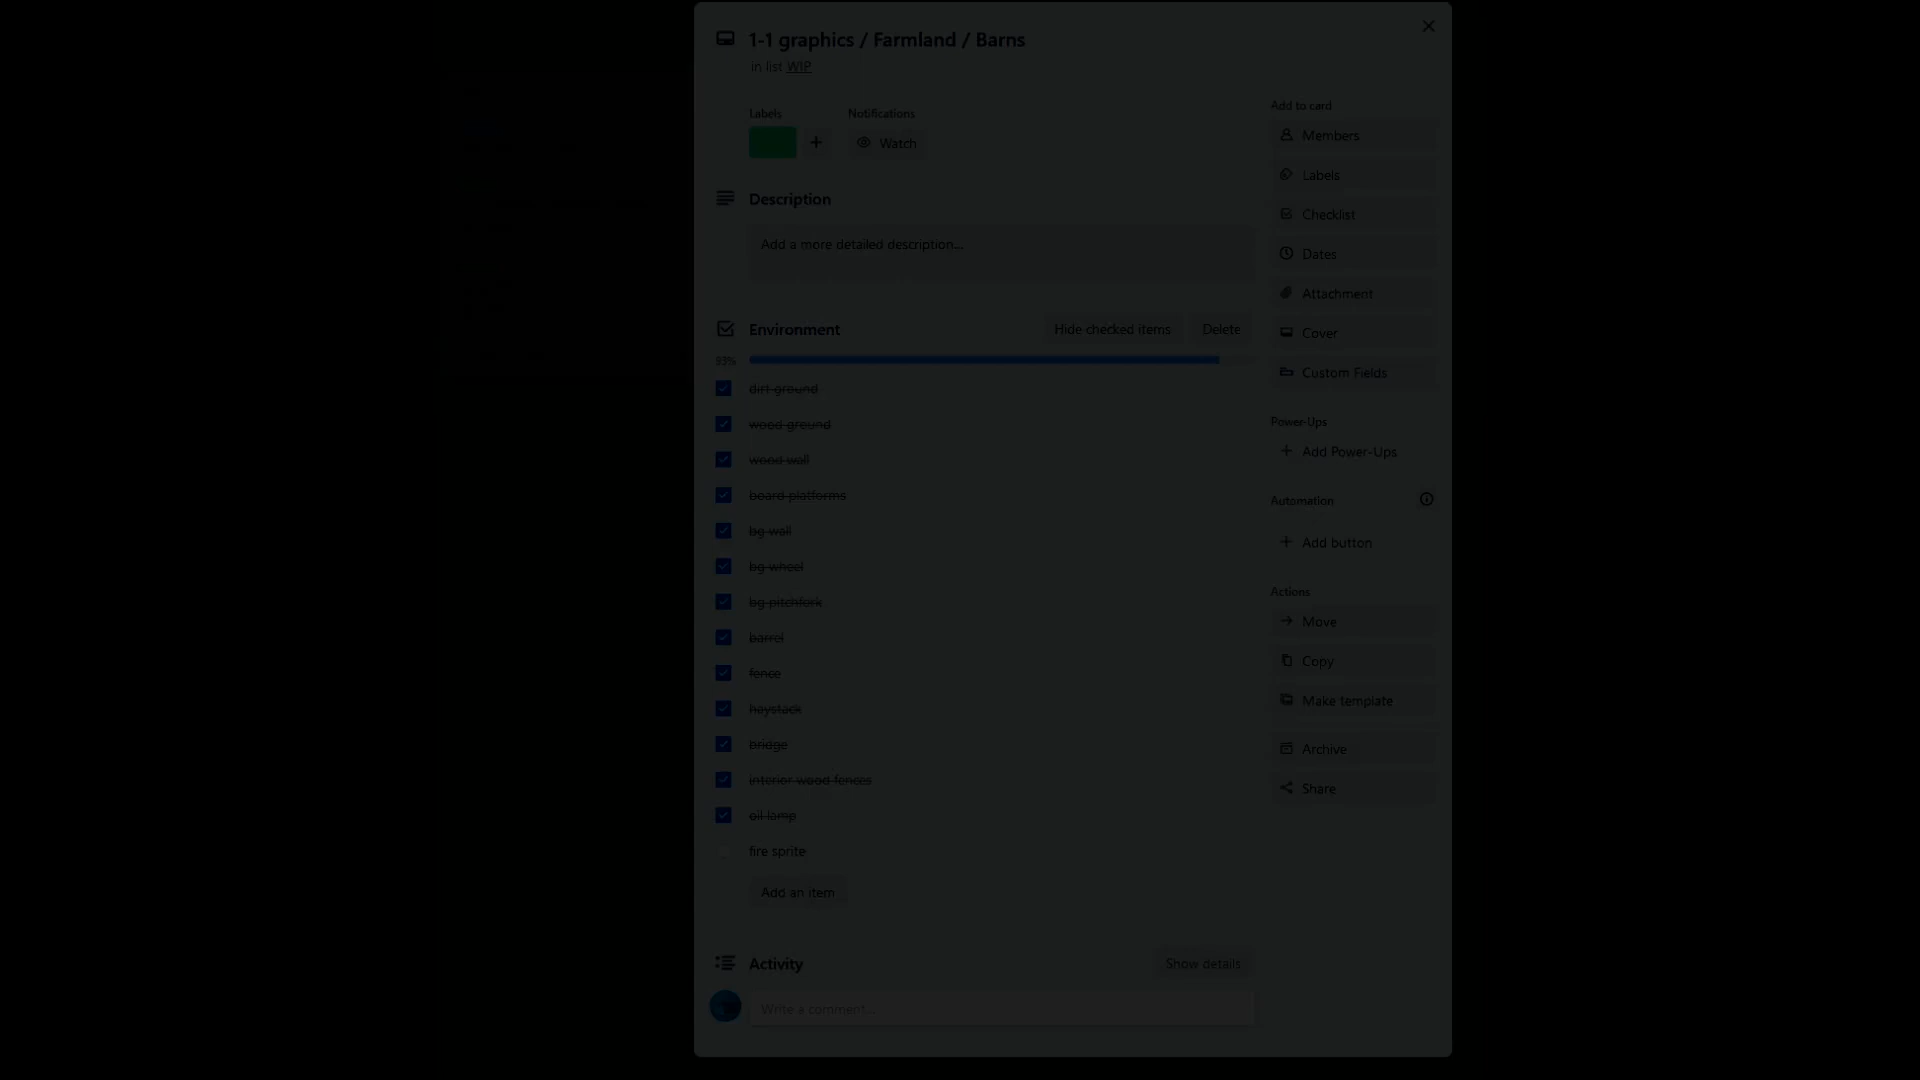 1-1 graphics / Farmland / Barns
in list WIP
Labels
Notifications
+
Watch
Description
Add a more detailed description...
Environment
Hide checked items
Delete
93%
dirt ground
wood ground
wood wall
board platforms
bg wall
bg wheel
bg pitchfork
barrel
fence
haystack
bridge
interior wood fences
oil lamp
fire sprite
Add an item
Activity
Show details
Write a comment...
Add to card
Members
Labels
Checklist
Dates
Attachment
Cover
Custom Fields
Power-Ups
+ Add Power-Ups
Automation
+ Add button
Actions
Move
Copy
Make template
Archive
Share